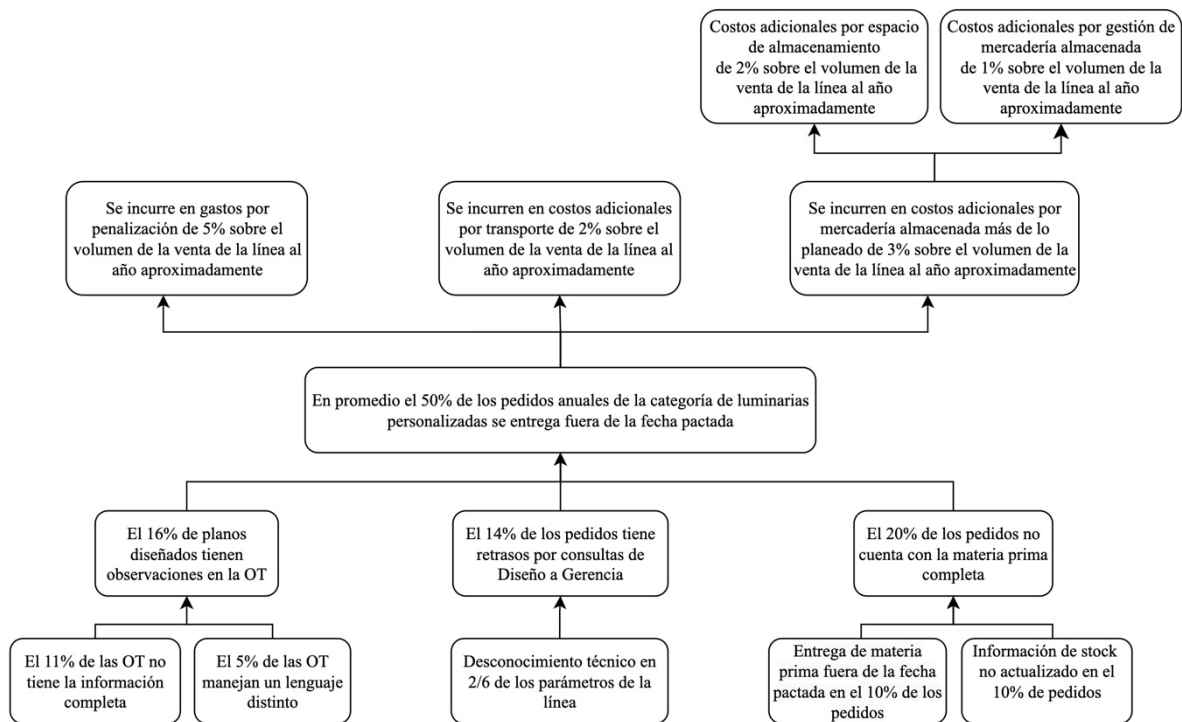 Costos adicionales por espacio
de almacenamiento
de 2% sobre el volumen de la
venta de la línea al año
aproximadamente
Costos adicionales por gestión de
mercadería almacenada
de 1% sobre el volumen de la
venta de la línea al año
aproximadamente
Se incurre en gastos por
penalización de 5% sobre el
volumen de la venta de la línea al
año aproximadamente
Se incurren en costos adicionales
por transporte de 2% sobre el
volumen de la venta de la línea al
año aproximadamente
Se incurren en costos adicionales por
mercadería almacenada más de lo
planeado de 3% sobre el volumen de la
venta de la línea al año aproximadamente
En promedio el 50% de los pedidos anuales de la categoría de luminarias
personalizadas se entrega fuera de la fecha pactada
El 16% de planos
diseñados tienen
observaciones en la OT
El 14% de los pedidos tiene
retrasos por consultas de
Diseño a Gerencia
El 20% de los pedidos no
cuenta con la materia prima
completa
El 11% de las OT no
tiene la información
completa
El 5% de las OT
manejan un lenguaje
distinto
Desconocimiento técnico en
2/6 de los parámetros de la
línea
Entrega de materia
prima fuera de la fecha
pactada en el 10% de los
pedidos
Información de stock
no actualizado en el
10% de pedidos